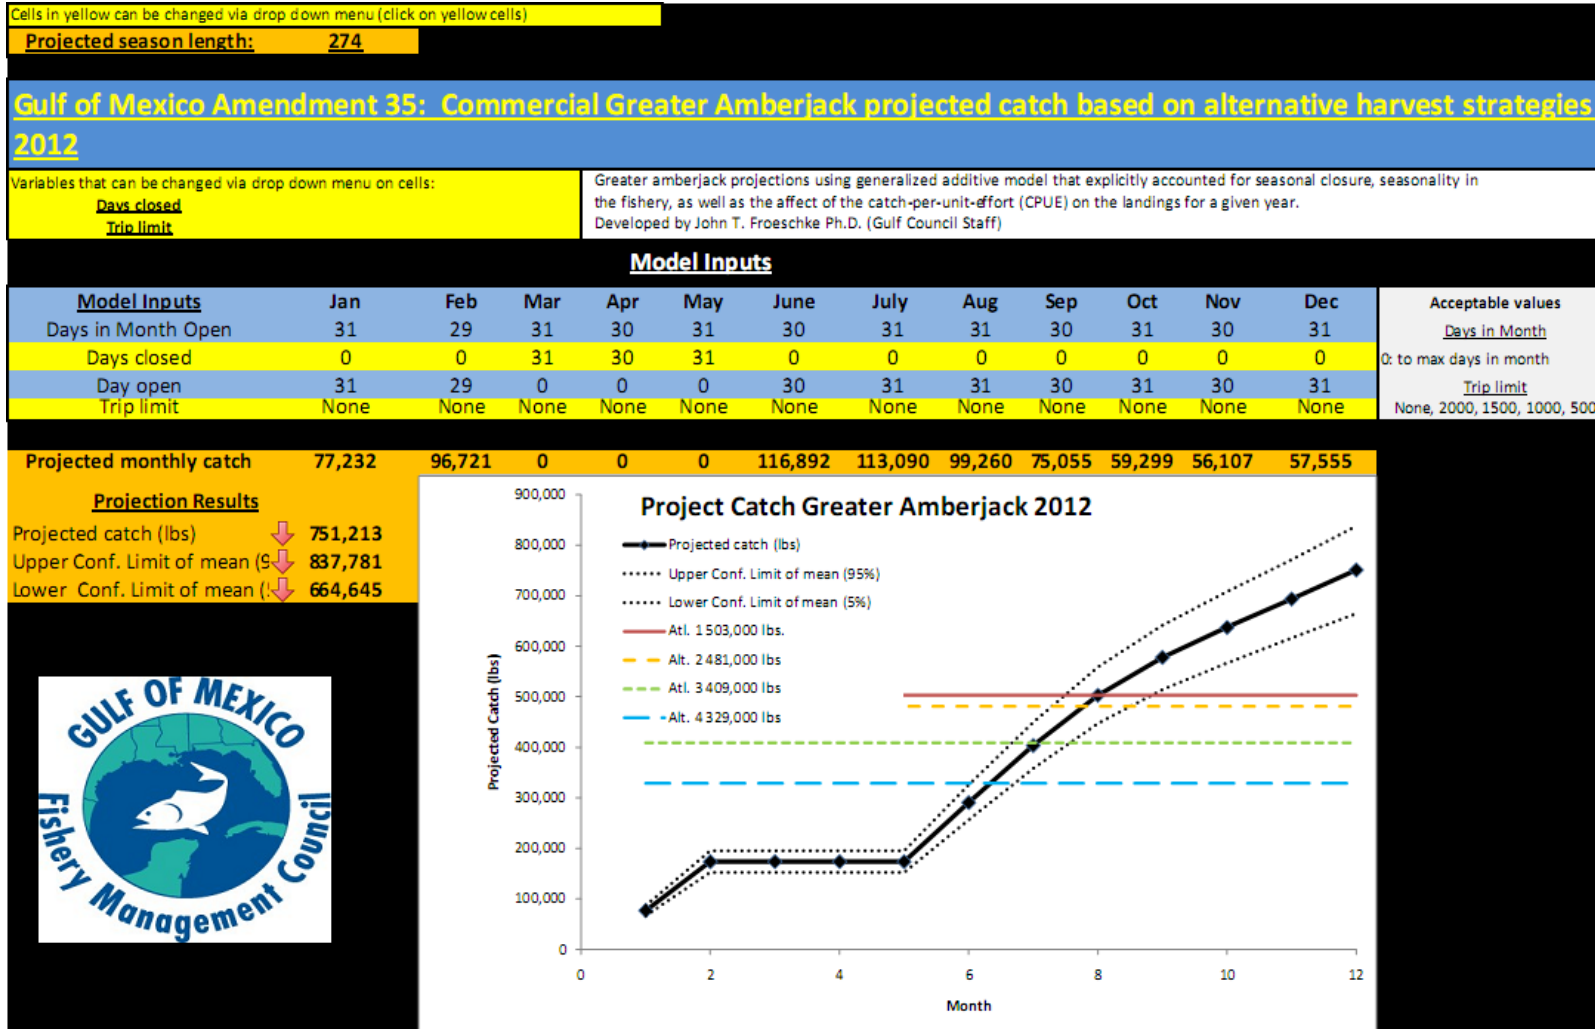 Cells in yellow can be changed via drop down menu (click on yellow cells)
Projected season length: 274
Gulf of Mexico Amendment 35: Commercial Greater Amberjack projected catch based on alternative harvest strategies
2012
Variables that can be changed via drop down menu on cells:
Days closed
Trip limit
Greater amberjack projections using generalized additive model that explicitly accounted for seasonal closure, seasonality in
the fishery, as well as the affect of the catch-per-unit-effort (CPUE) on the landings for a given year.
Developed by John T. Froeschke Ph.D. (Gulf Council Staff)
Model Inputs
Model Inputs Jan Feb Mar Apr May June July Aug Sep Oct Nov Dec
Days in Month Open 31 29 31 30 31 30 31 31 30 31 30 31
Days closed 0 0 31 30 31 0 0 0 0 0 0 0
Day open 31 29 0 0 0 30 31 31 30 31 30 31
Trip limit None None None None None None None None None None None None
Acceptable values
Days in Month
0: to max days in month
Trip limit
None, 2000, 1500, 1000, 500
Projected monthly catch 77,232 96,721 0 0 0 116,892 113,090 99,260 75,055 59,299 56,107 57,555
Projection Results
Projected catch (lbs) 751,213
Upper Conf. Limit of mean (9 837,781
Lower Conf. Limit of mean ( 664,645
GULF OF MEXICO
Fishery Management Council
Project Catch Greater Amberjack 2012
Projected catch (lbs)
Upper Conf. Limit of mean (95%)
Lower Conf. Limit of mean (5%)
Atl. 1 503,000 lbs.
Alt. 2 481,000 lbs
Atl. 3 409,000 lbs
Alt. 4 329,000 lbs
Projected Catch (lbs)
900,000
800,000
700,000
600,000
500,000
400,000
300,000
200,000
100,000
0
0 2 4 6 8 10 12
Month